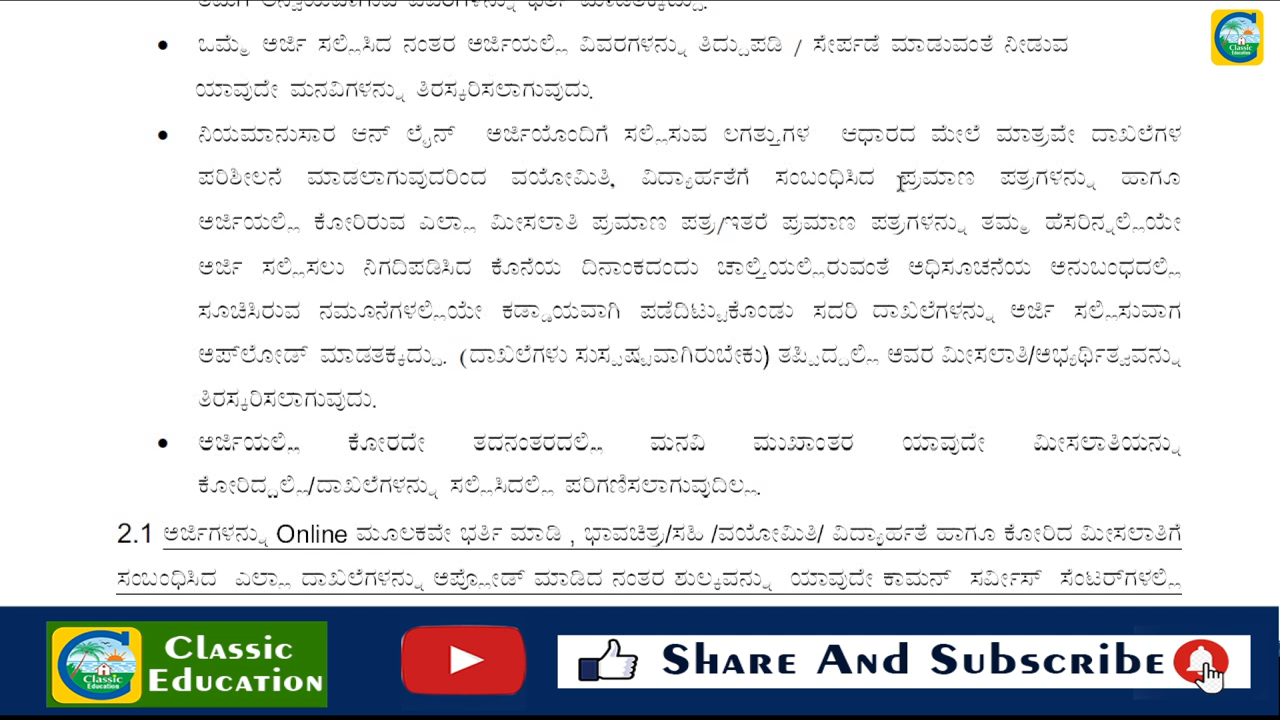 ಒಮ್ಮೆ ಅರ್ಜಿ ಸಲ್ಲಿಸಿದ ನಂತರ ಅರ್ಜಿಯಲ್ಲಿ ವಿವರಗಳನ್ನು ತಿದ್ದುಪಡಿ / ಸೇರ್ಪಡೆ ಮಾಡುವಂತೆ ನೀಡುವ
ಯಾವುದೇ ಮನವಿಗಳನ್ನು ತಿರಸ್ಕರಿಸಲಾಗುವುದು.
ನಿಯಮಾನುಸಾರ ಆನ್ ಲೈನ್ ಅರ್ಜಿಯೊಂದಿಗೆ ಸಲ್ಲಿಸುವ ಲಗತ್ತುಗಳ ಆಧಾರದ ಮೇಲೆ ಮಾತ್ರವೇ ದಾಖಲೆಗಳ
ಪರಿಶೀಲನೆ ಮಾಡಲಾಗುವುದರಿಂದ ವಯೋಮಿತಿ, ವಿದ್ಯಾರ್ಹತೆಗೆ ಸಂಬಂಧಿಸಿದ ಪ್ರಮಾಣ ಪತ್ರಗಳನ್ನು ಹಾಗೂ
ಅರ್ಜಿಯಲ್ಲಿ ಕೋರಿರುವ ಎಲ್ಲಾ ಮೀಸಲಾತಿ ಪ್ರಮಾಣ ಪತ್ರ/ಇತರೆ ಪ್ರಮಾಣ ಪತ್ರಗಳನ್ನು ತಮ್ಮ ಹೆಸರಿನ್ನಲ್ಲಿಯೇ
ಅರ್ಜಿ ಸಲ್ಲಿಸಲು ನಿಗದಿಪಡಿಸಿದ ಕೊನೆಯ ದಿನಾಂಕದಂದು ಚಾಲ್ತಿಯಲ್ಲಿರುವಂತೆ ಅಧಿಸೂಚನೆಯ ಅನುಬಂಧದಲ್ಲಿ
ಸೂಚಿಸಿರುವ ನಮೂನೆಗಳಲ್ಲಿಯೇ ಕಡ್ಡಾಯವಾಗಿ ಪಡೆದಿಟ್ಟುಕೊಂಡು ಸದರಿ ದಾಖಲೆಗಳನ್ನು ಅರ್ಜಿ ಸಲ್ಲಿಸುವಾಗ
ಅಪ್‌ಲೋಡ್ ಮಾಡತಕ್ಕದ್ದು. (ದಾಖಲೆಗಳು ಸುಸ್ಪಷ್ಟವಾಗಿರುಬೇಕು) ತಪ್ಪಿದ್ದಲ್ಲಿ ಅವರ ಮೀಸಲಾತಿ/ಅಭ್ಯರ್ಥಿತ್ವವನ್ನು
ತಿರಸ್ಕರಿಸಲಾಗುವುದು.
ಅರ್ಜಿಯಲ್ಲಿ ಕೋರದೇ ತದನಂತರದಲ್ಲಿ ಮನವಿ ಮುಖಾಂತರ ಯಾವುದೇ ಮೀಸಲಾತಿಯನ್ನು
ಕೋರಿದ್ದಲ್ಲಿ/ದಾಖಲೆಗಳನ್ನು ಸಲ್ಲಿಸಿದಲ್ಲಿ ಪರಿಗಣಿಸಲಾಗುವುದಿಲ್ಲ.
2.1 ಅರ್ಜಿಗಳನ್ನು Online ಮೂಲಕವೇ ಭರ್ತಿ ಮಾಡಿ , ಭಾವಚಿತ್ರ/ಸಹಿ /ವಯೋಮಿತಿ/ ವಿದ್ಯಾರ್ಹತೆ ಹಾಗೂ ಕೋರಿದ ಮೀಸಲಾತಿಗೆ
ಸಂಬಂಧಿಸಿದ ಎಲ್ಲಾ ದಾಖಲೆಗಳನ್ನು ಅಪ್ಲೋಡ್ ಮಾಡಿದ ನಂತರ ಶುಲ್ಕವನ್ನು ಯಾವುದೇ ಕಾಮನ್ ಸರ್ವೀಸ್ ಸೆಂಟರ್‌ಗಳಲ್ಲಿ
Classic
Education
Classic
Education
Classic
Education
Share And Subscribe